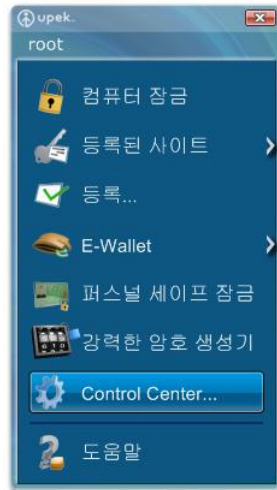 upek.
root
컴퓨터 잠금
등록된 사이트
등록...
E-Wallet
퍼스널 세이프 잠금
강력한 암호 생성기
Control Center...
도움말